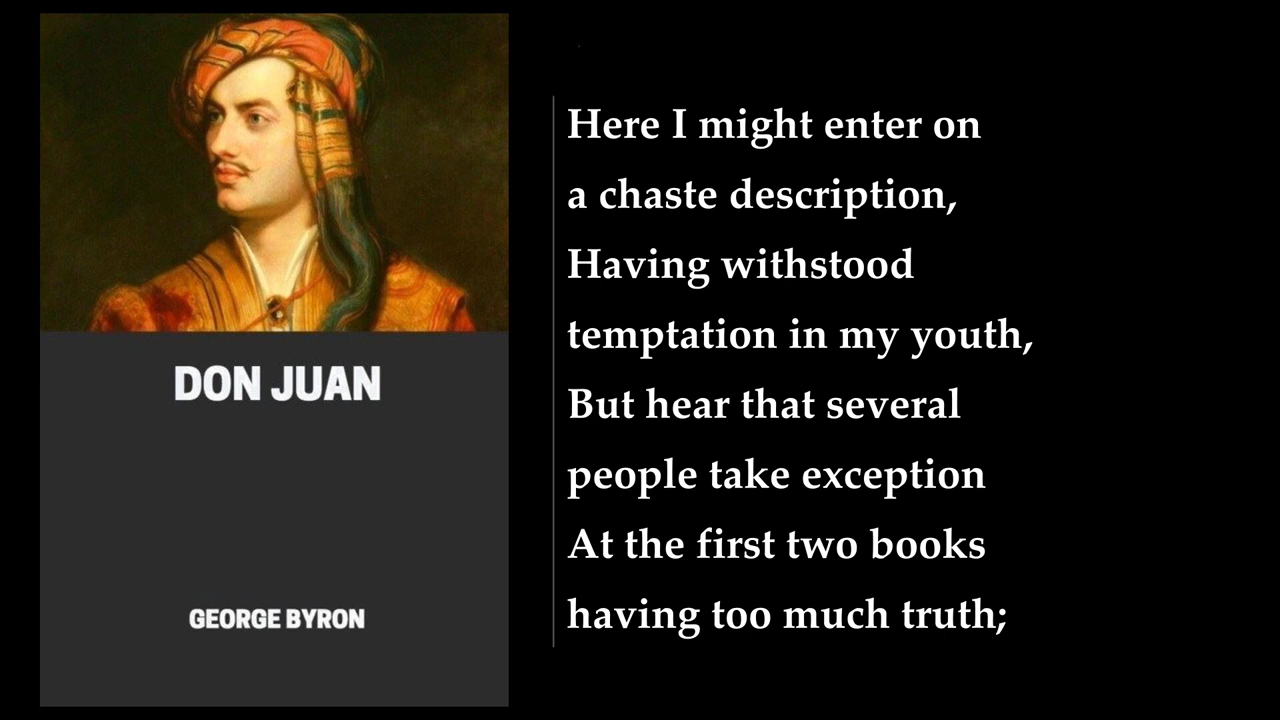 DON JUAN
GEORGE BYRON
Here I might enter on
a chaste description,
Having withstood
temptation in my youth,
But hear that several
people take exception
At the first two books
having too much truth;